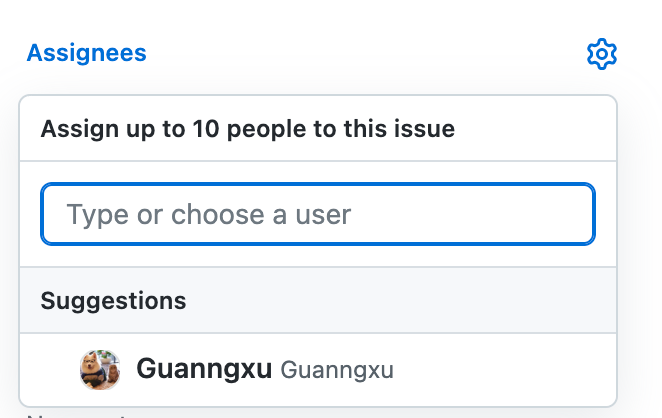 Assignees
Assign up to 10 people to this issue
Type or choose a user
Suggestions
Guanngxu Guanngxu